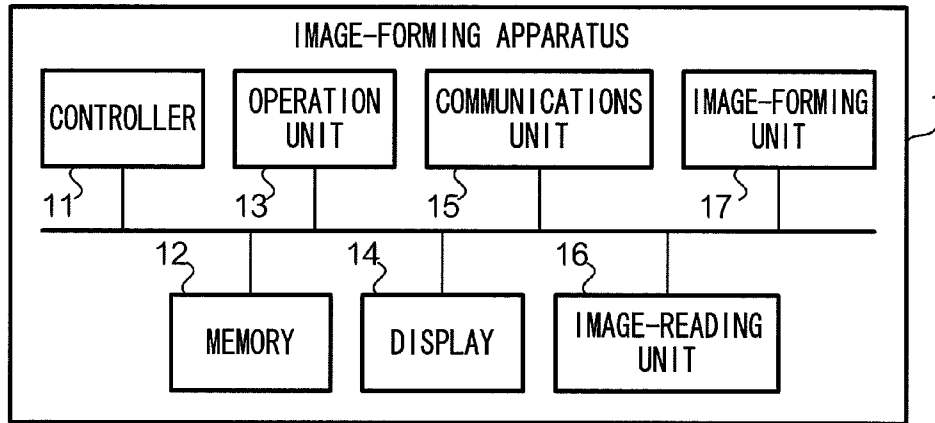 IMAGE-FORMING APPARATUS
CONTROLLER
OPERATION
UNIT
COMMUNICATIONS
UNIT
IMAGE-FORMING
UNIT
11
13
15
17
12
14
16
MEMORY
DISPLAY
IMAGE-READING
UNIT